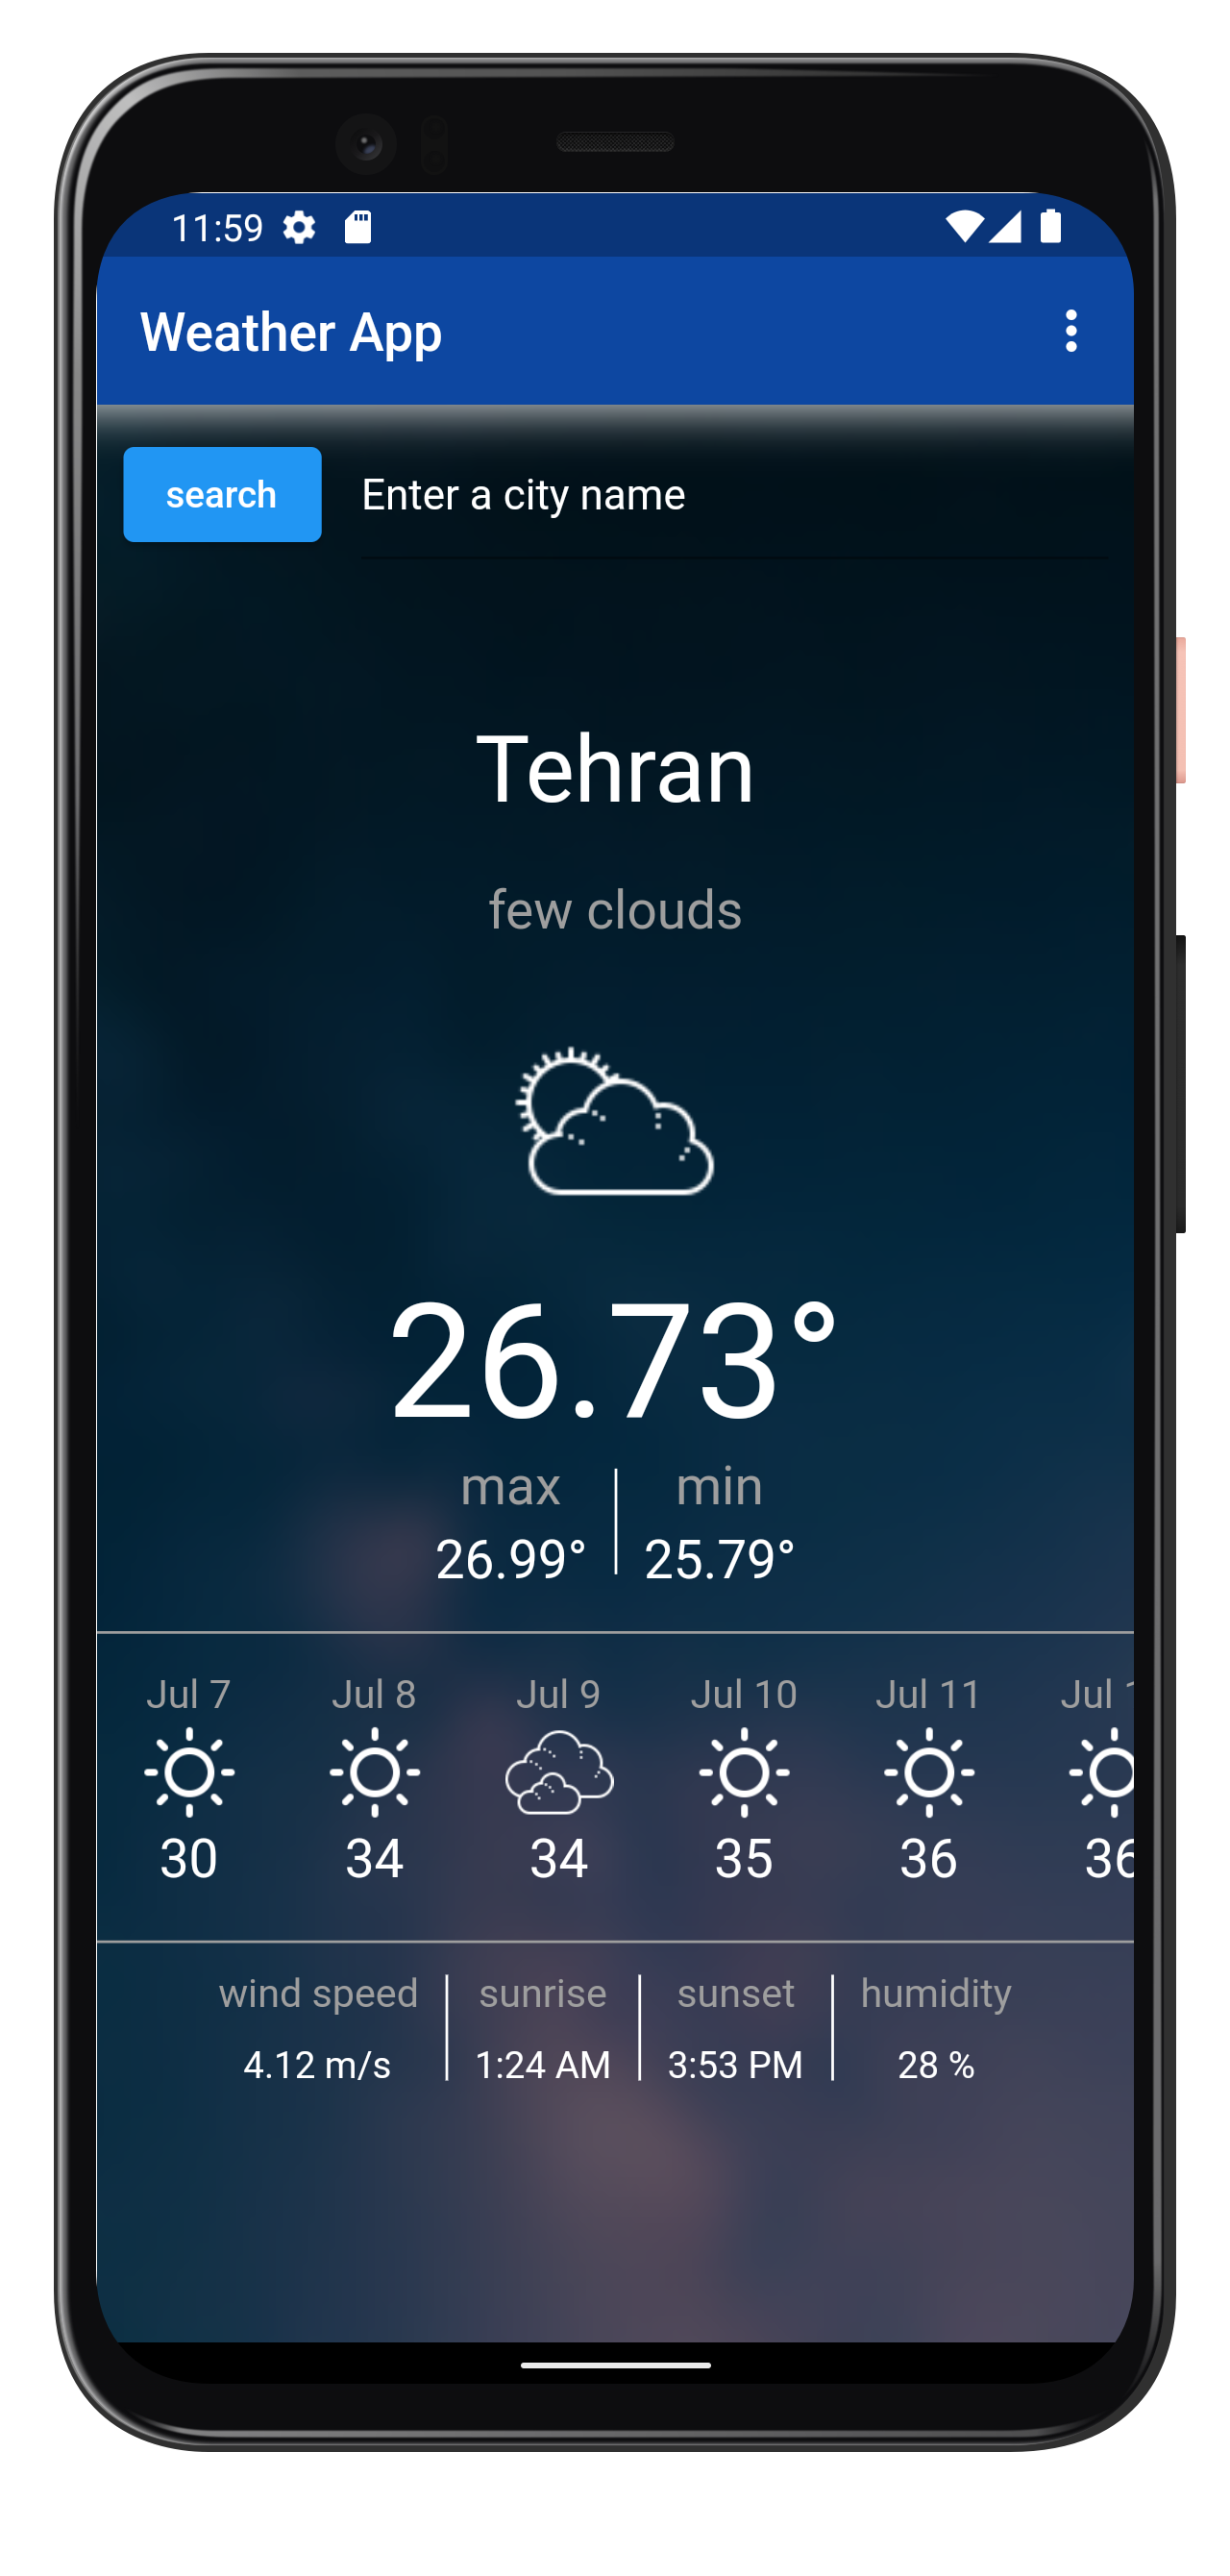 11:59
Weather App
search Enter a city name
Tehran
few clouds
26.73°
max min
26.99° 25.79°
Jul 7 Jul 8 Jul 9 Jul 10 Jul 11 Jul
30 34 34 35 36 36
wind speed sunrise sunset humidity
4.12 m/s 1:24 AM 3:53 PM 28 %